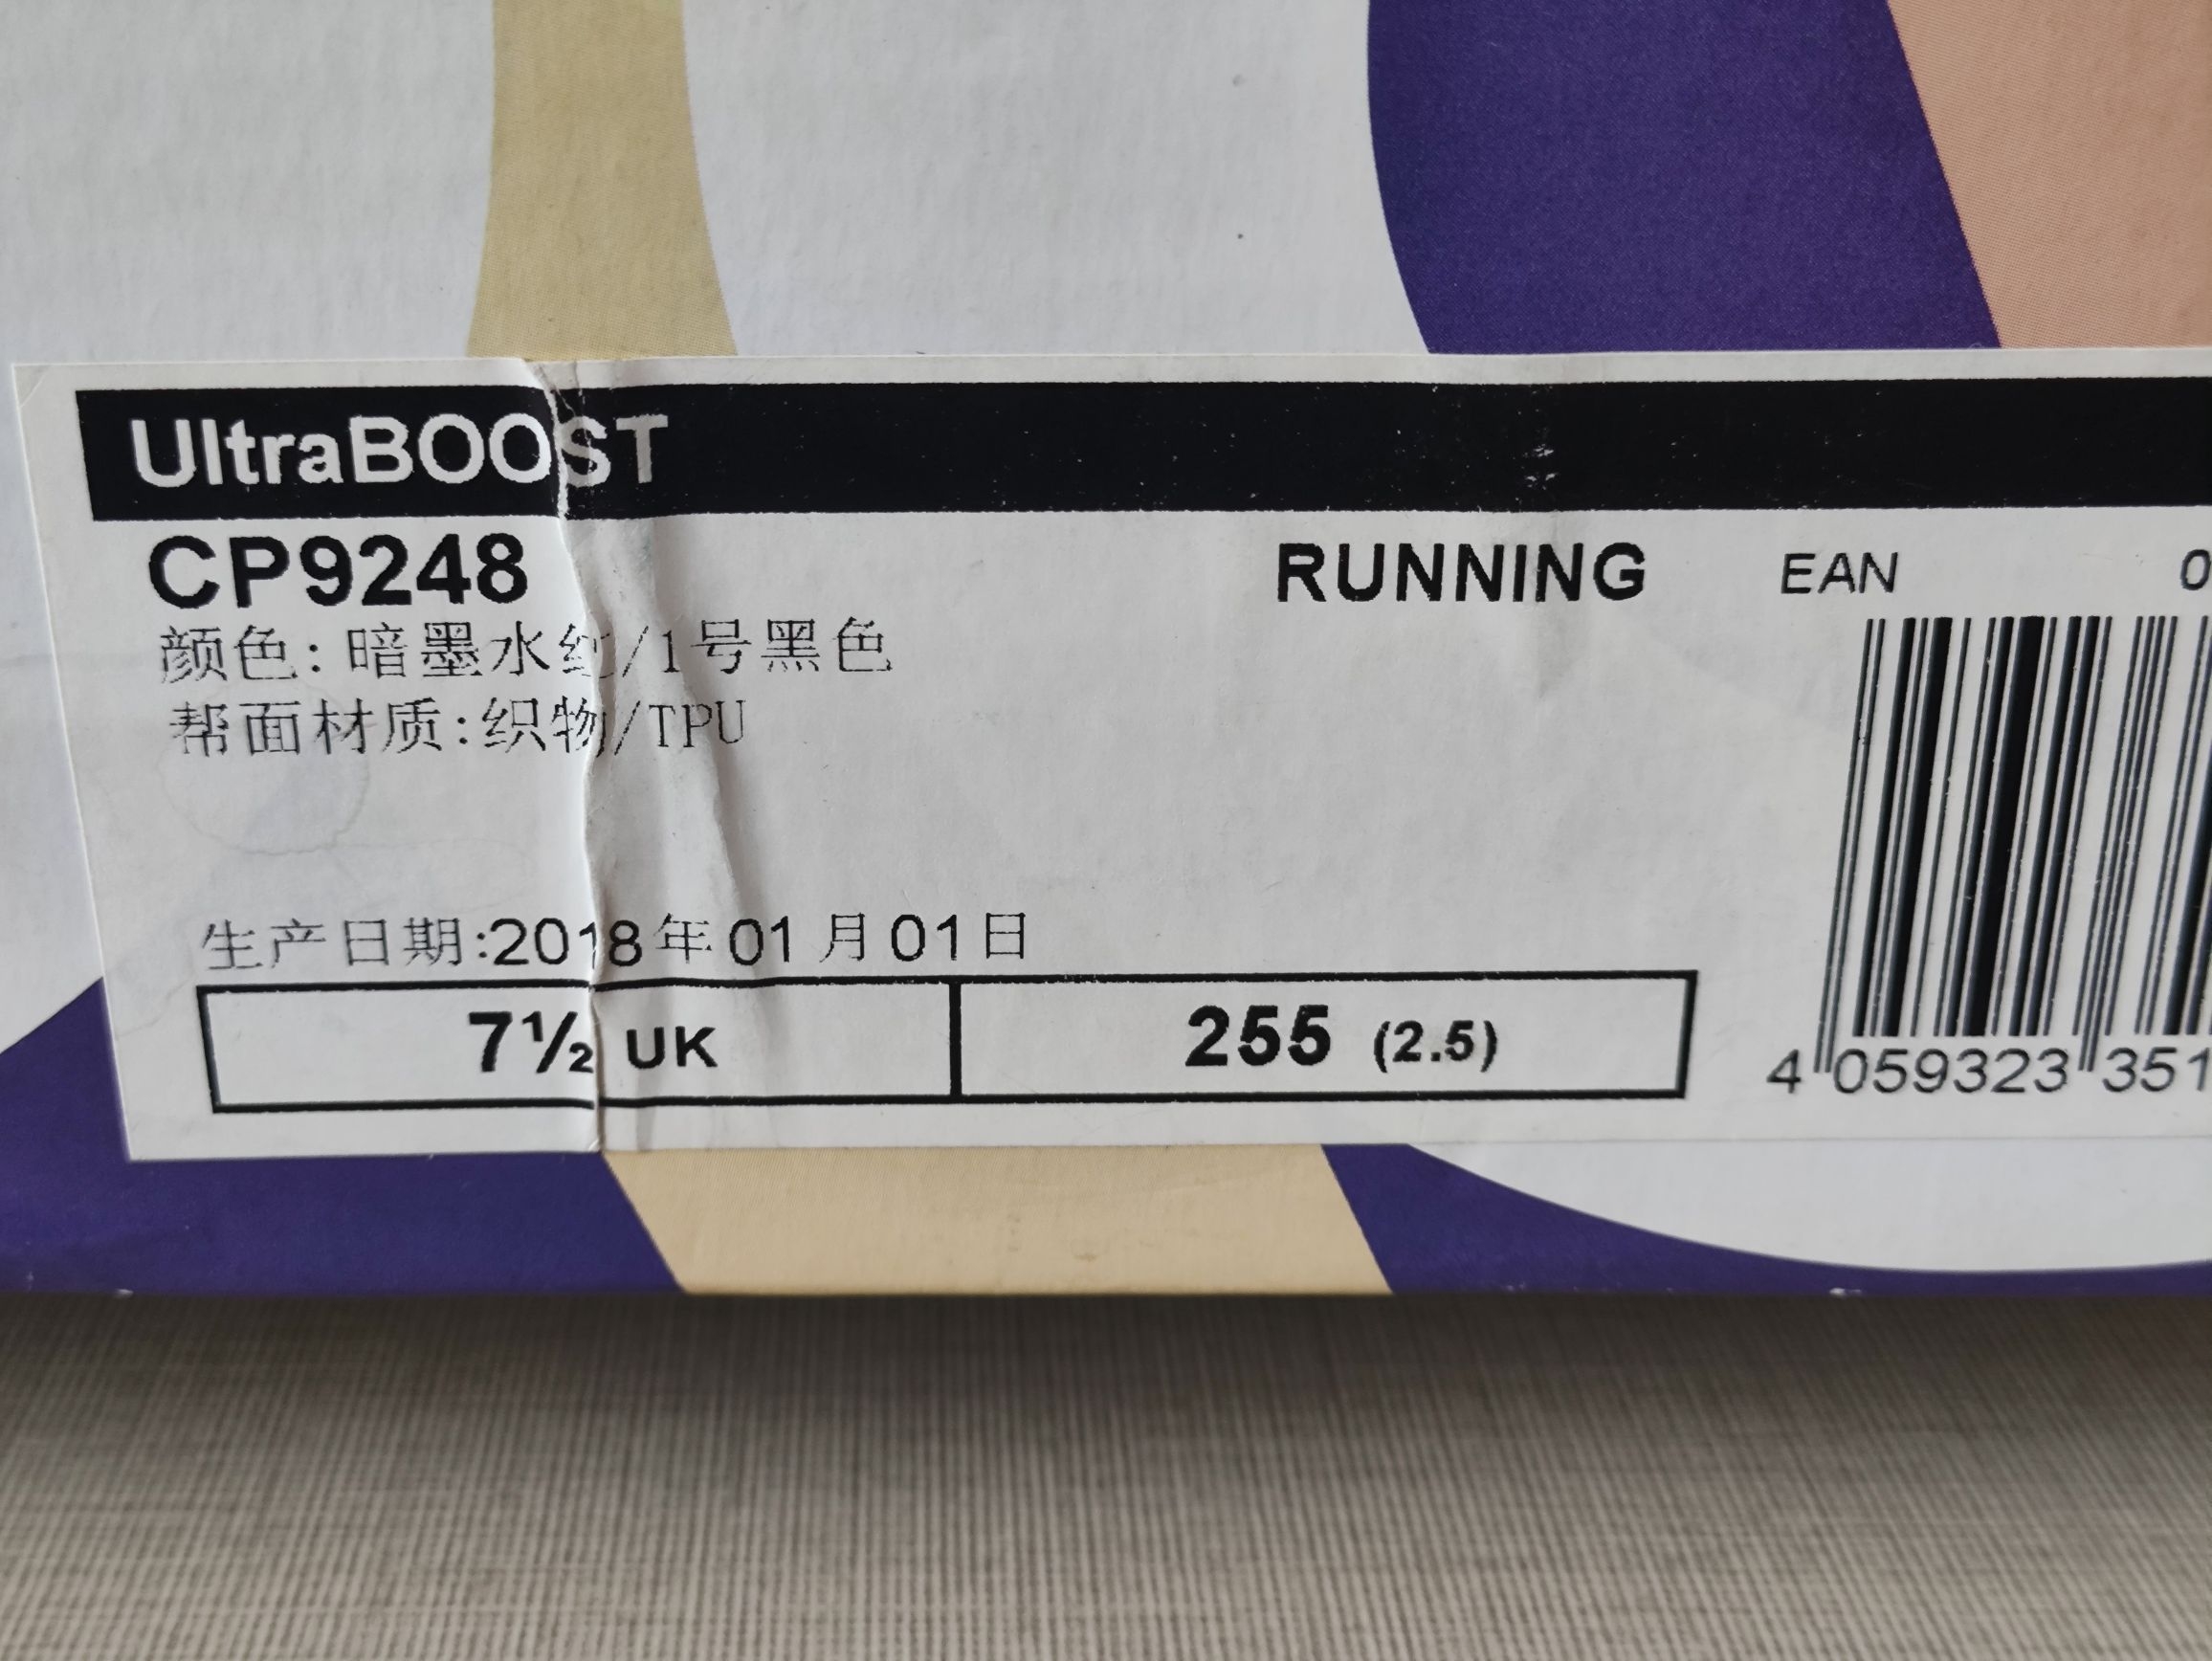 UltraBOOST
CP9248
RUNNING
EAN
0
颜色: 暗墨水红/1号黑色
帮面材质:织物/TPU
生产日期:2018年01月01日
7½ UK
255 (2.5)
4 059323 351